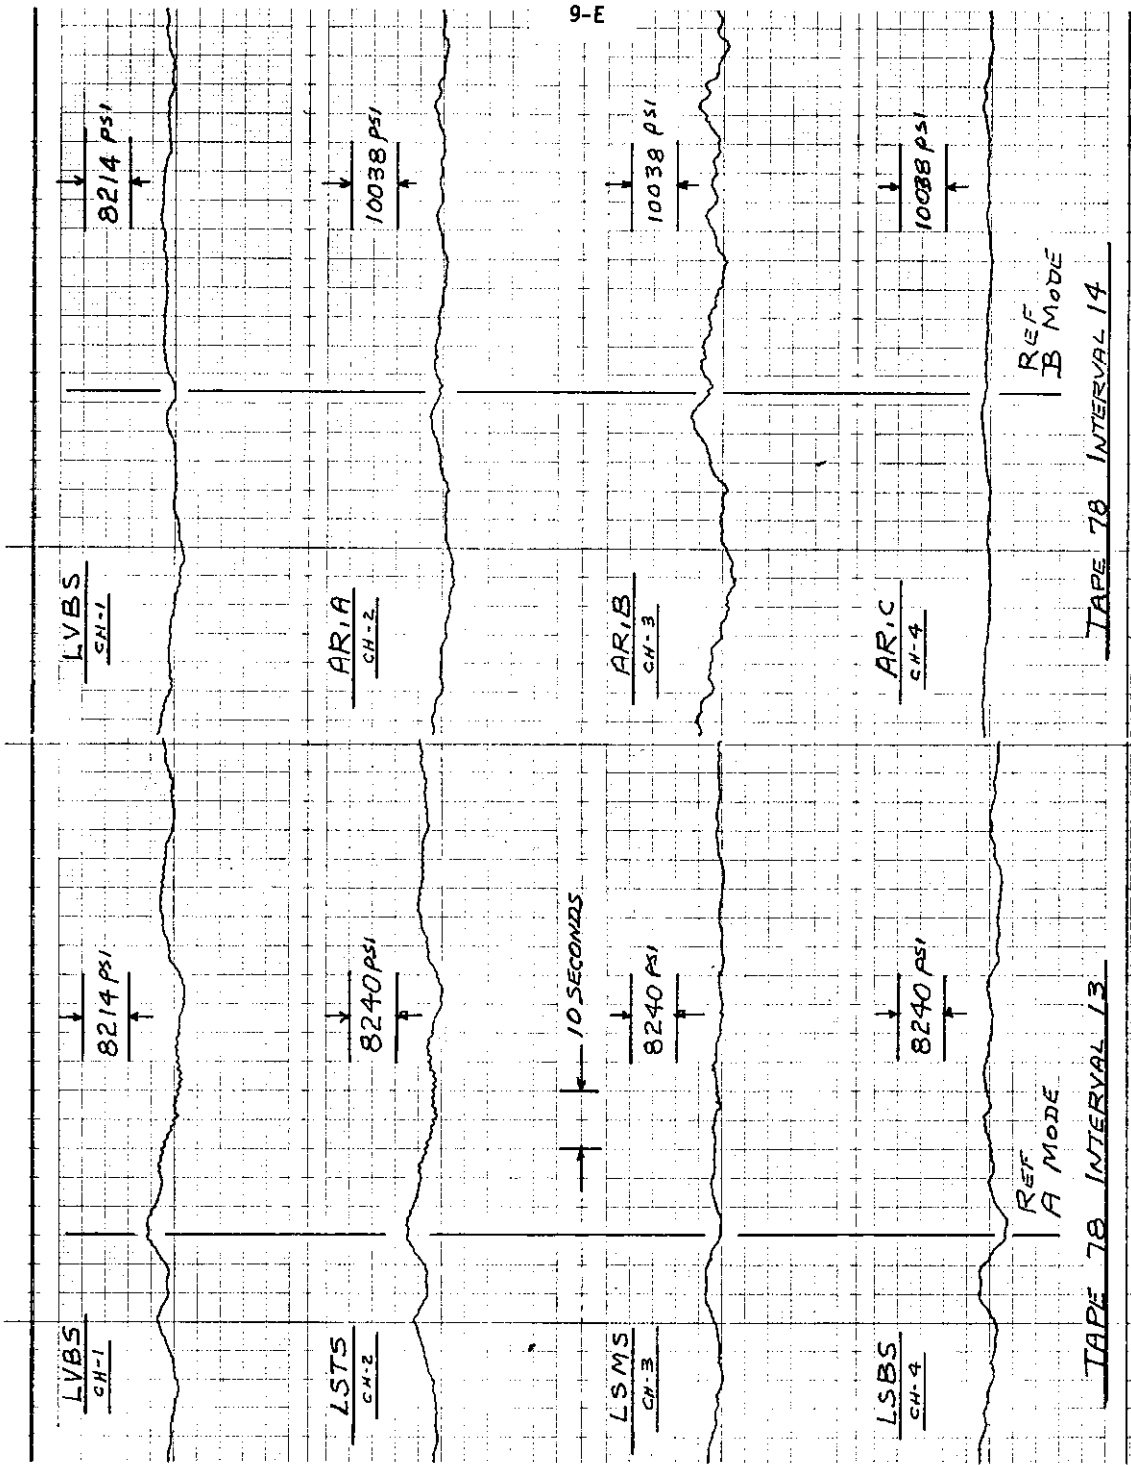 E-6
LVBS
CH-1
8214 PSI
LSTS
CH-2
8240 PSI
10 SECONDS
LSMS
CH-3
8240 PSI
LSBS
CH-4
8240 PSI
REF
A MODE
TAPE 78 INTERVAL 13
LVBS
CH-1
8214 PSI
AR,A
CH-2
10038 PSI
AR,B
CH-3
10038 PSI
AR,C
CH-4
10038 PSI
REF
B MODE
TAPE 78 INTERVAL 14